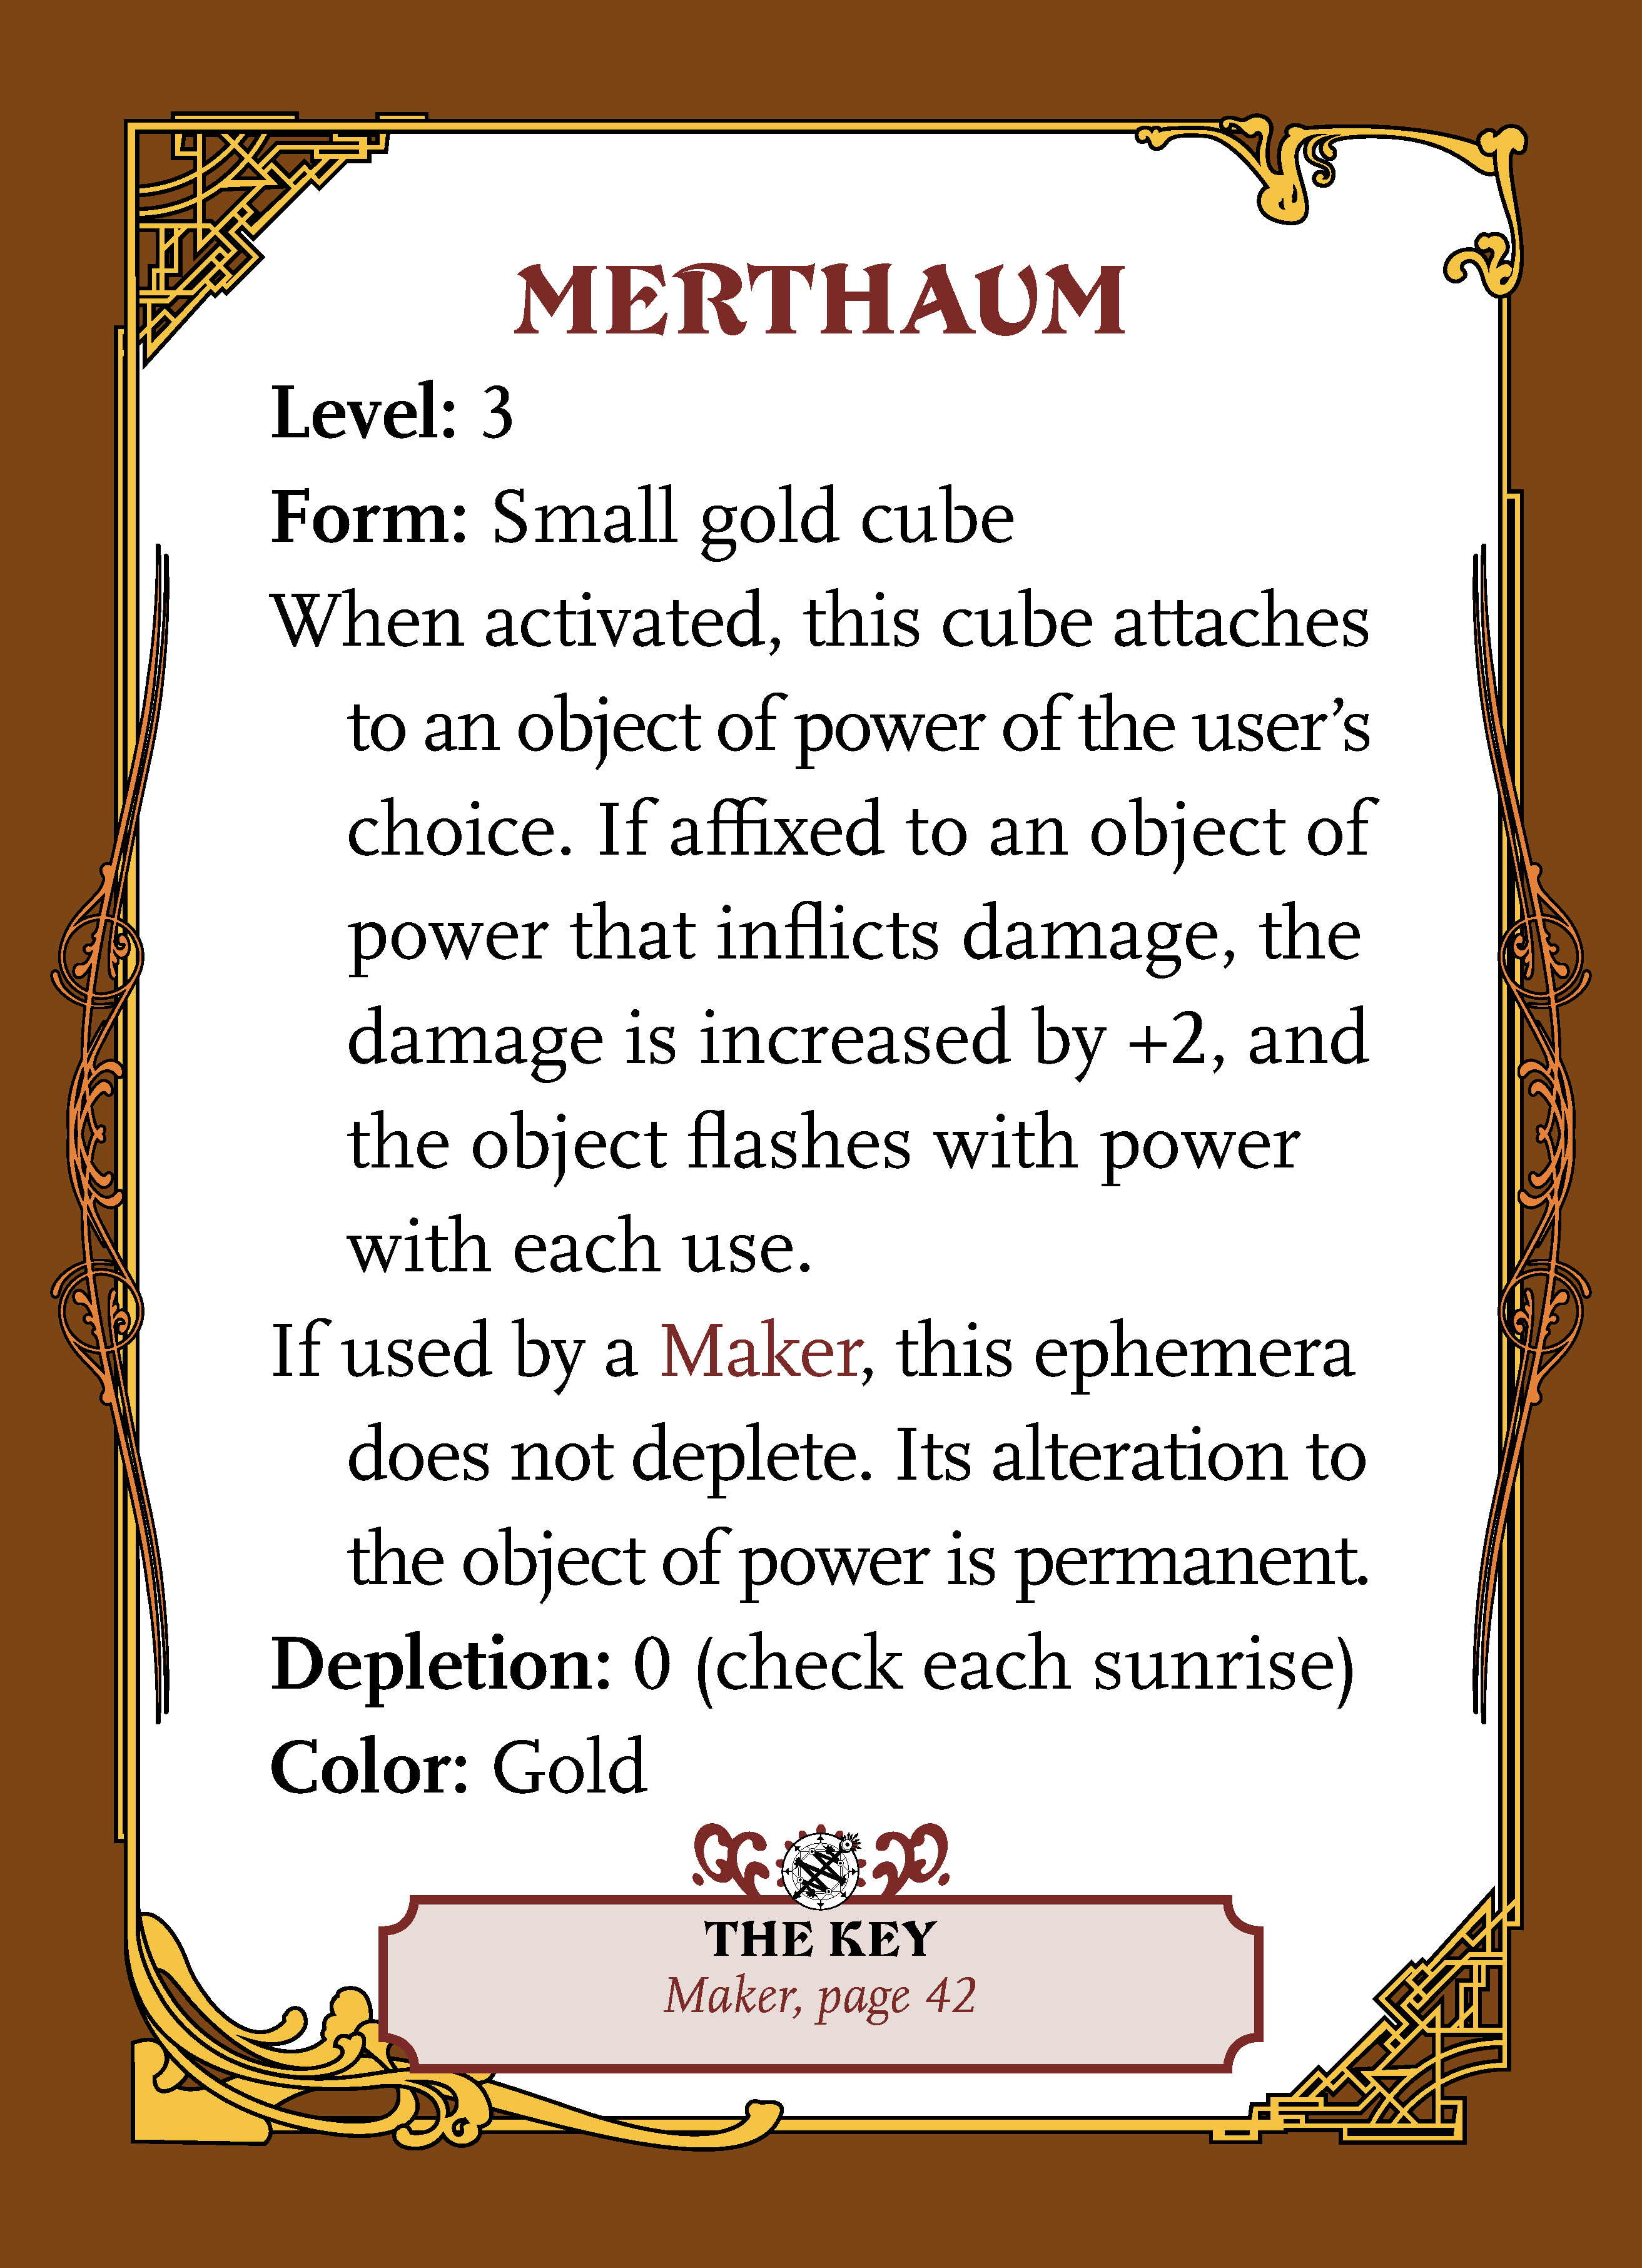 MERTHAUM
Level: 3
Form: Small gold cube
When activated, this cube attaches
to an object of power of the user’s
choice. If affixed to an object of
power that inflicts damage, the
damage is increased by +2, and
the object flashes with power
with each use.
If used by a Maker, this ephemera
does not deplete. Its alteration to
the object of power is permanent.
Depletion: 0 (check each sunrise)
Color: Gold
THE KEY
Maker, page 42